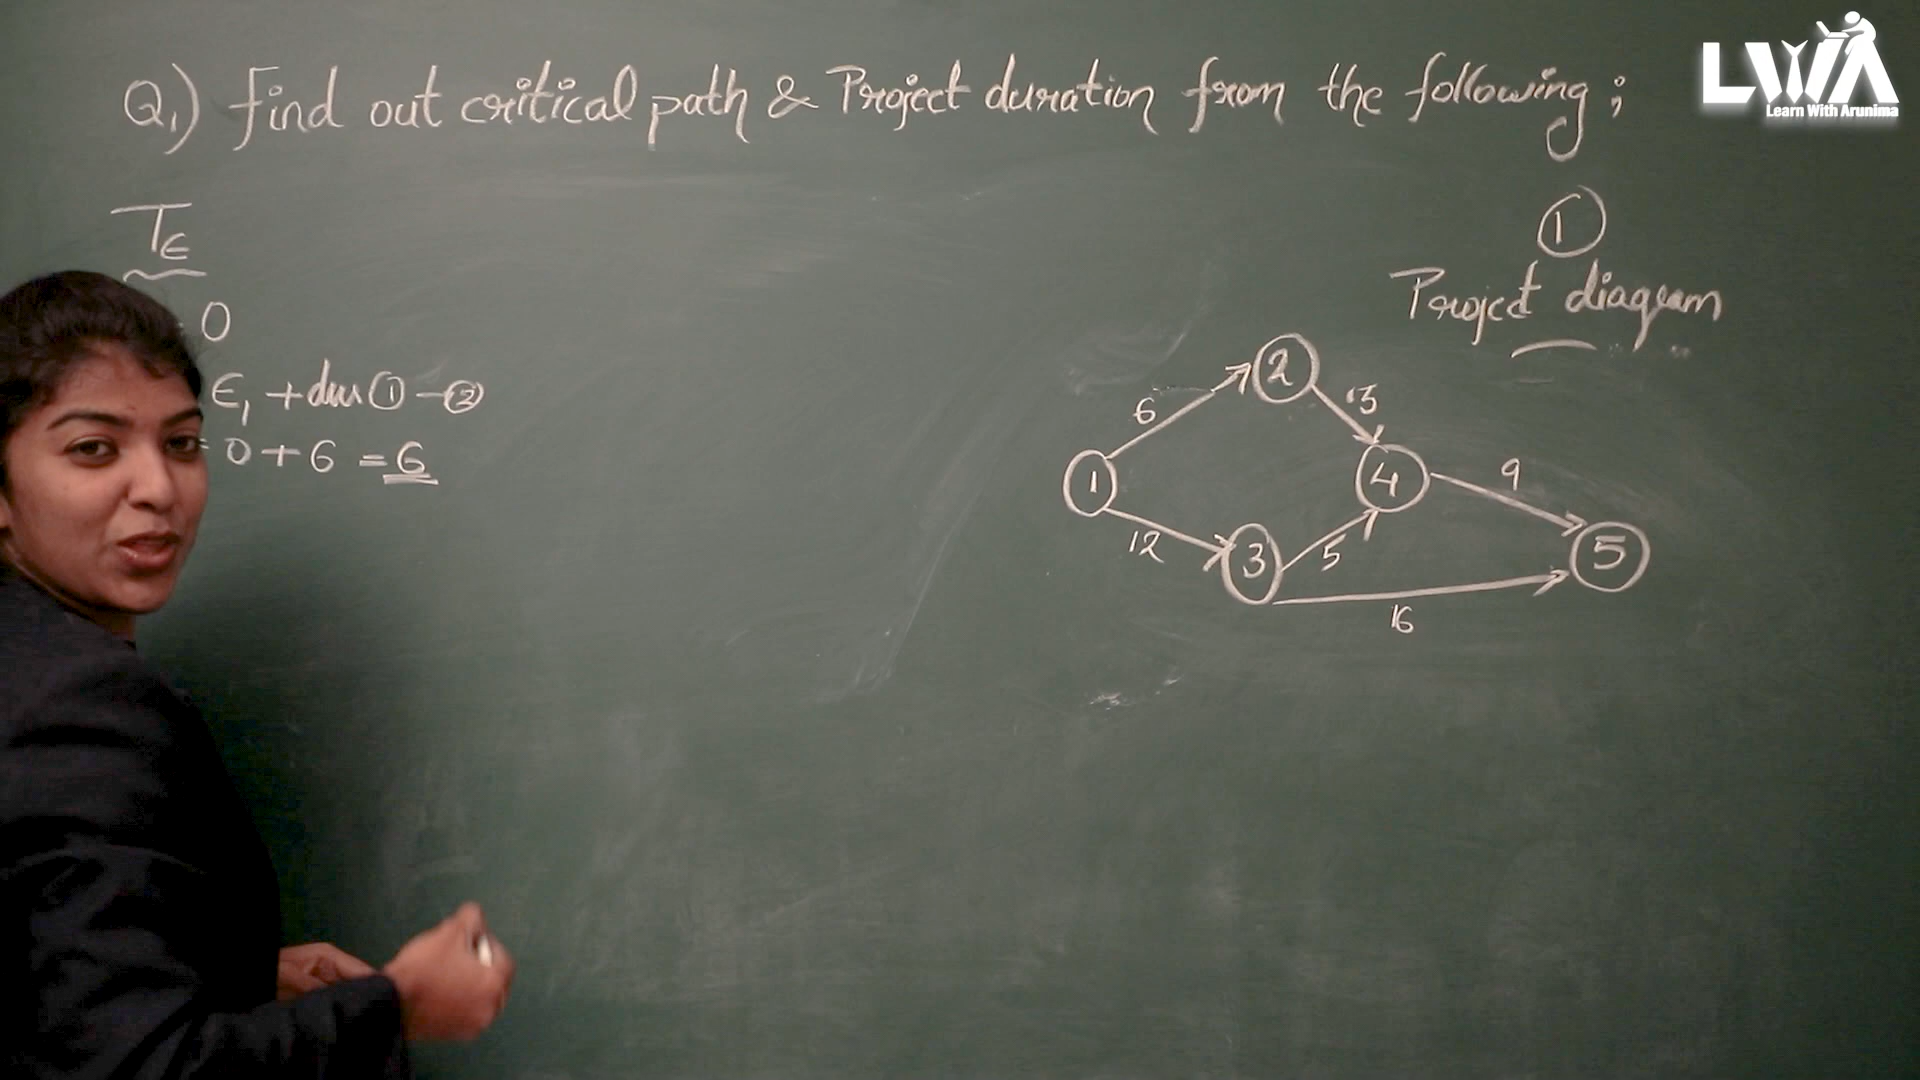 Q1) Find out critical path & Project duration from the following;
LWA
Learn With Arunima
TE
0
E1 + dur ① - ②
= 0 + 6 = 6
①
Project diagram
2
6
3
1
4
9
12
3
5
5
16